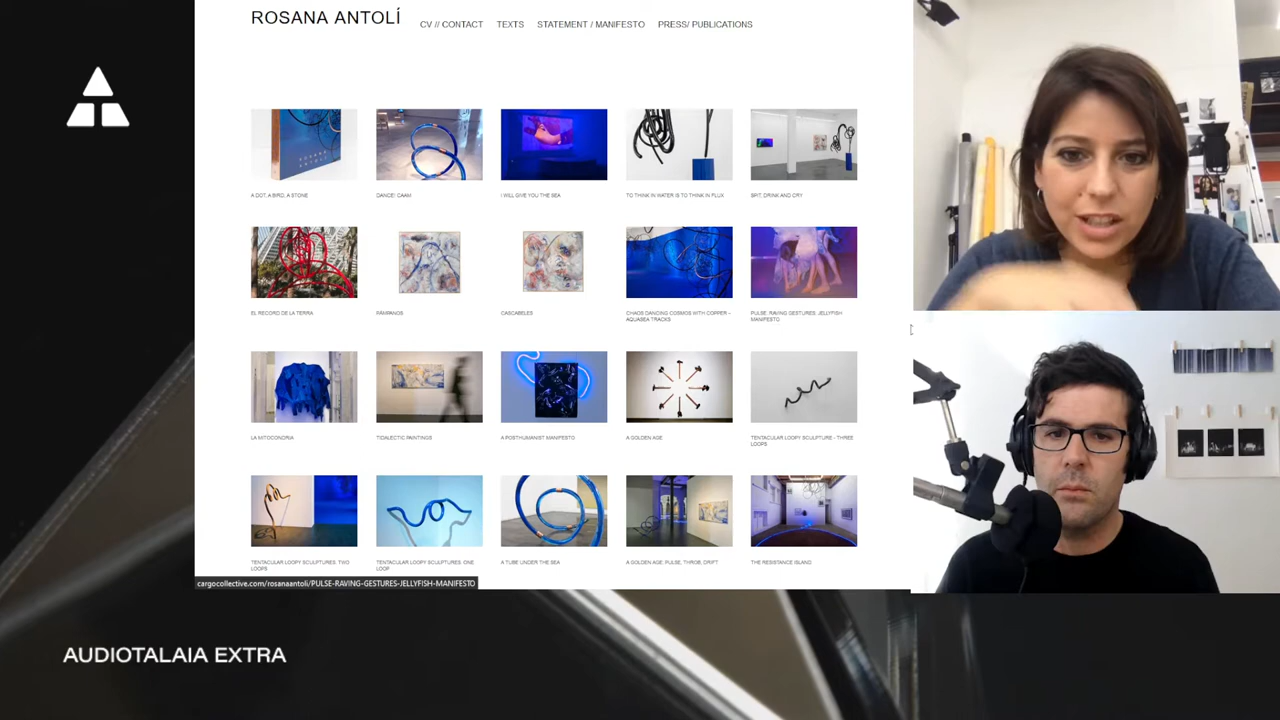 ROSANA ANTOLÍ
CV // CONTACT TEXTS STATEMENT / MANIFESTO PRESS/ PUBLICATIONS
A DOT, A BIRD, A STONE
DANCE! CAAM
I WILL GIVE YOU THE SEA
TO THINK IN WATER IS TO THINK IN FLUX
SPIT, DRINK AND CRY
EL RECORD DE LA TERRA
PÁMPANOS
CASCABELES
CHAOS DANCING COSMOS WITH COPPER –
AQUASEA TRACKS
PULSE. RAVING GESTURES: JELLYFISH
MANIFESTO
LA MITOCONDRIA
TIDALECTIC PAINTINGS
A POSTHUMANIST MANIFESTO
A GOLDEN AGE
TENTACULAR LOOPY SCULPTURE - THREE
LOOPS
TENTACULAR LOOPY SCULPTURES: TWO
LOOPS
TENTACULAR LOOPY SCULPTURES: ONE
LOOP
A TUBE UNDER THE SEA
A GOLDEN AGE: PULSE, THROB, DRIFT
THE RESISTANCE ISLAND
cargocollective.com/rosanaantoli/PULSE-RAVING-GESTURES-JELLYFISH-MANIFESTO
AUDIOTALAIA EXTRA